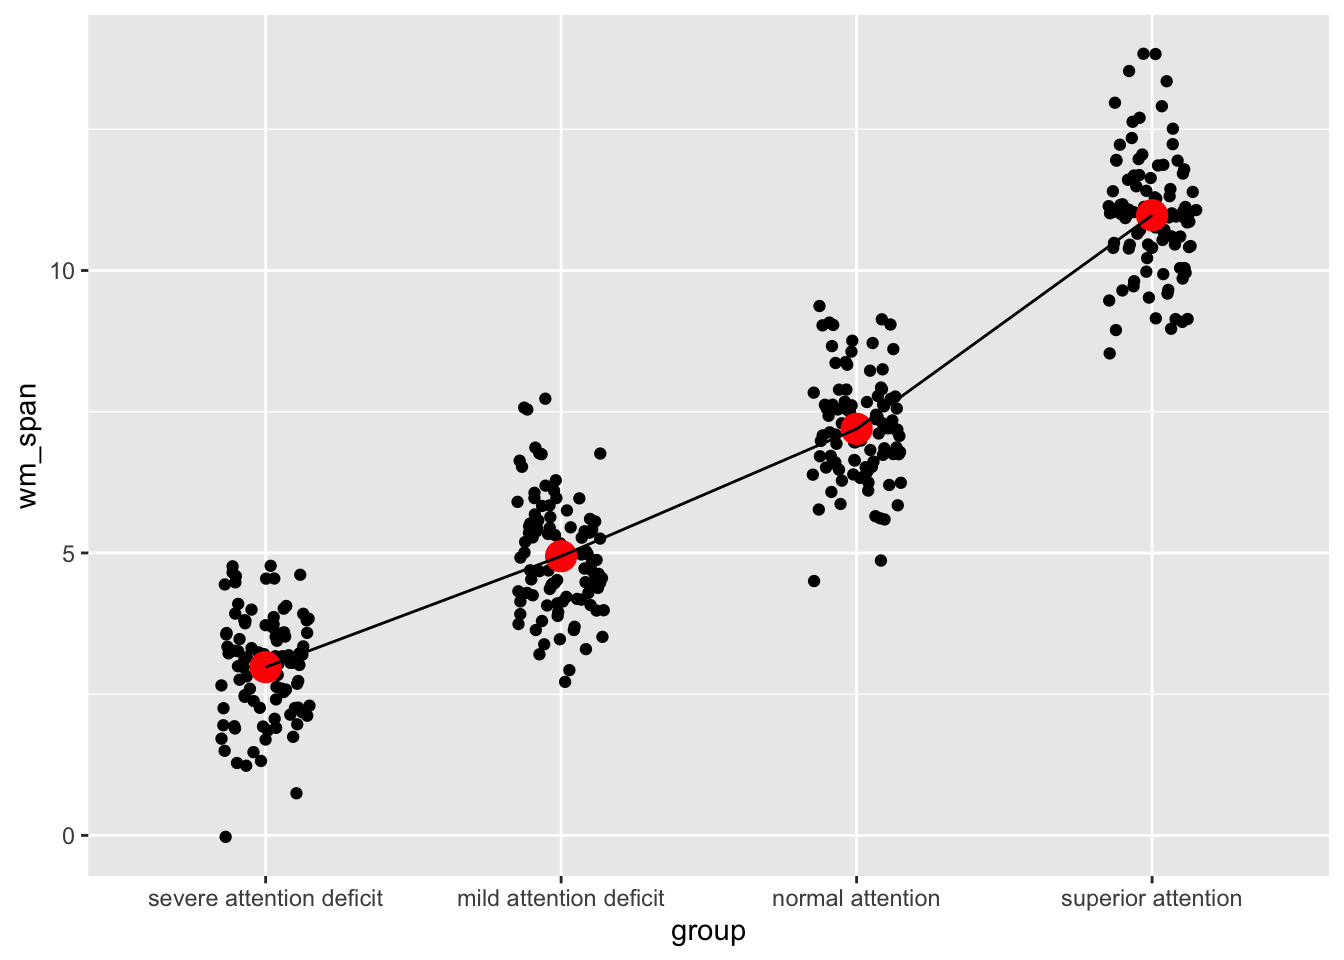 wm_span
10
5
0
severe attention deficit
mild attention deficit
normal attention
superior attention
group